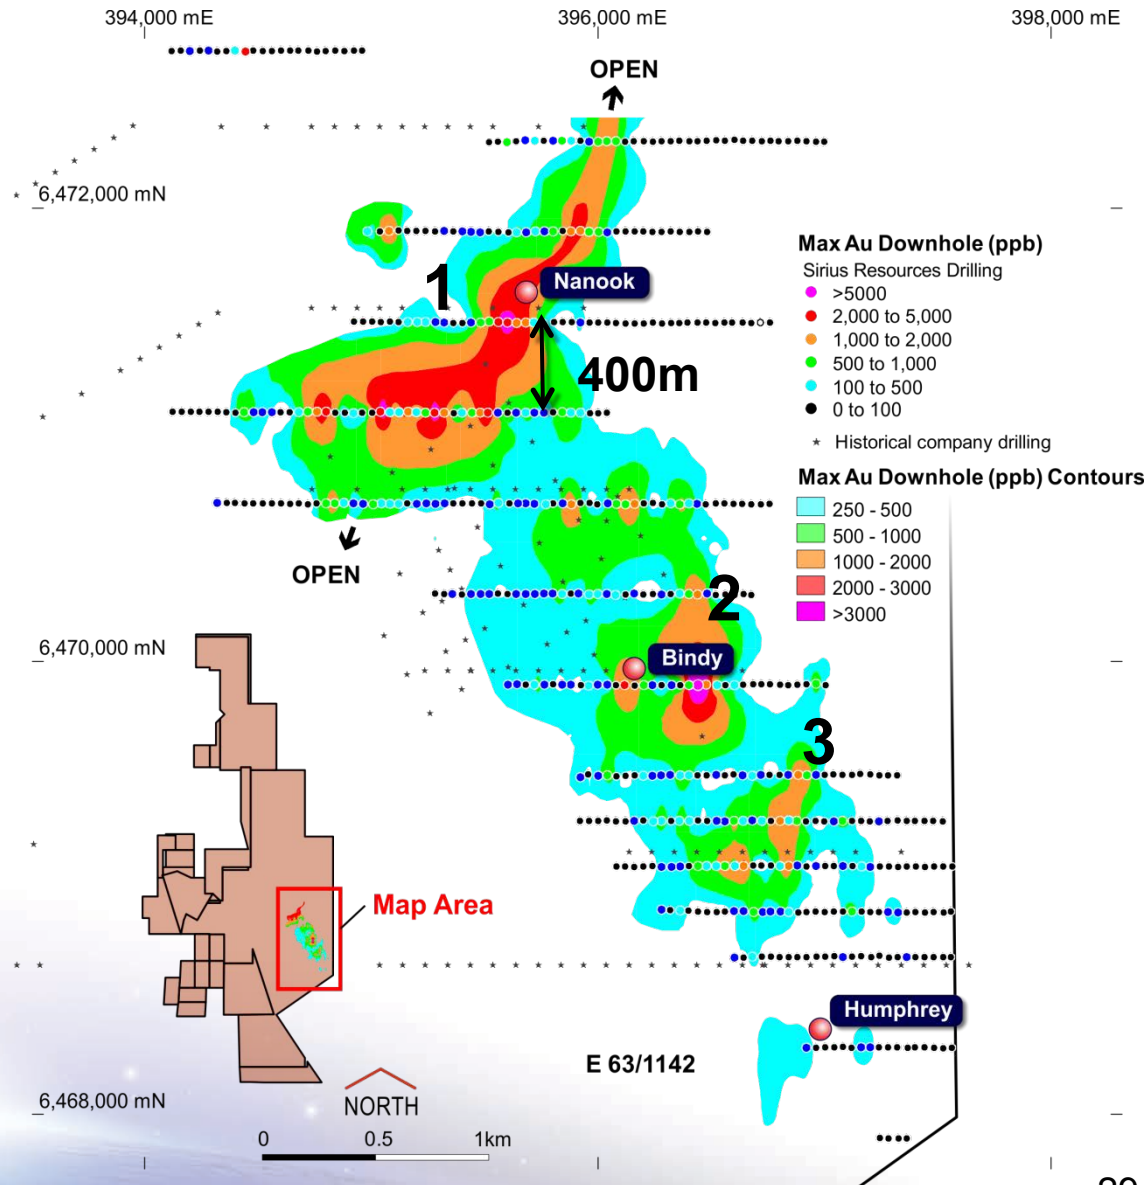 394,000 mE
396,000 mE
398,000 mE
OPEN
6,472,000 mN
Max Au Downhole (ppb)
Sirius Resources Drilling
>5000
2,000 to 5,000
1,000 to 2,000
500 to 1,000
100 to 500
0 to 100
Historical company drilling
Max Au Downhole (ppb) Contours
250 - 500
500 - 1000
1000 - 2000
2000 - 3000
>3000
1
Nanook
400m
OPEN
2
6,470,000 mN
Bindy
3
Map Area
Humphrey
E 63/1142
6,468,000 mN
NORTH
0 0.5 1km